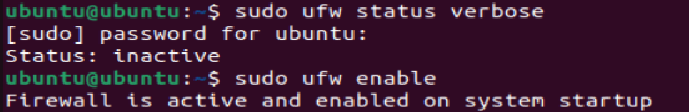 ubuntu@ubuntu:~$ sudo ufw status verbose
[sudo] password for ubuntu:
Status: inactive
ubuntu@ubuntu:~$ sudo ufw enable
Firewall is active and enabled on system startup